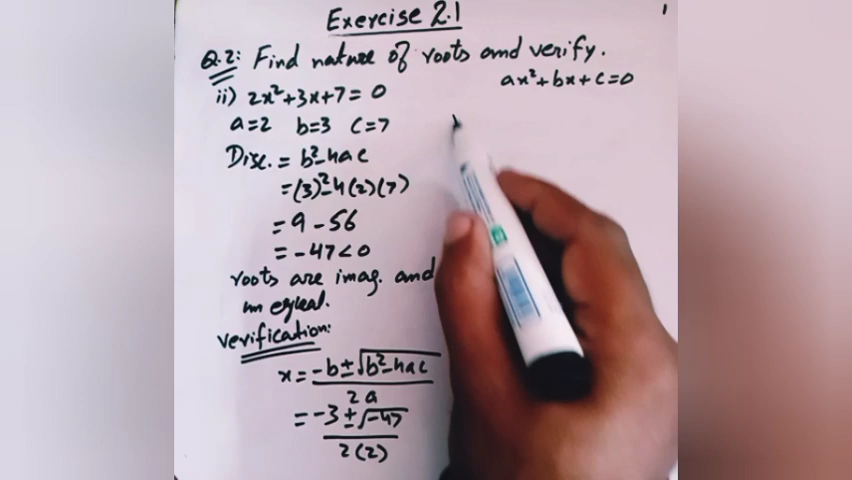 Exercise 2.1
Q.2: Find nature of roots and verify.
ax²+bx+c=0
ii) 2x²+3x+7=0
a=2 b=3 c=7
Disc. = b²-4ac
=(3)²-4(2)(7)
= 9-56
= -47<0
roots are imag. and
un eqleal.
verification:
x = -b±√b²-4ac
2a
= -3±√-47
2(2)